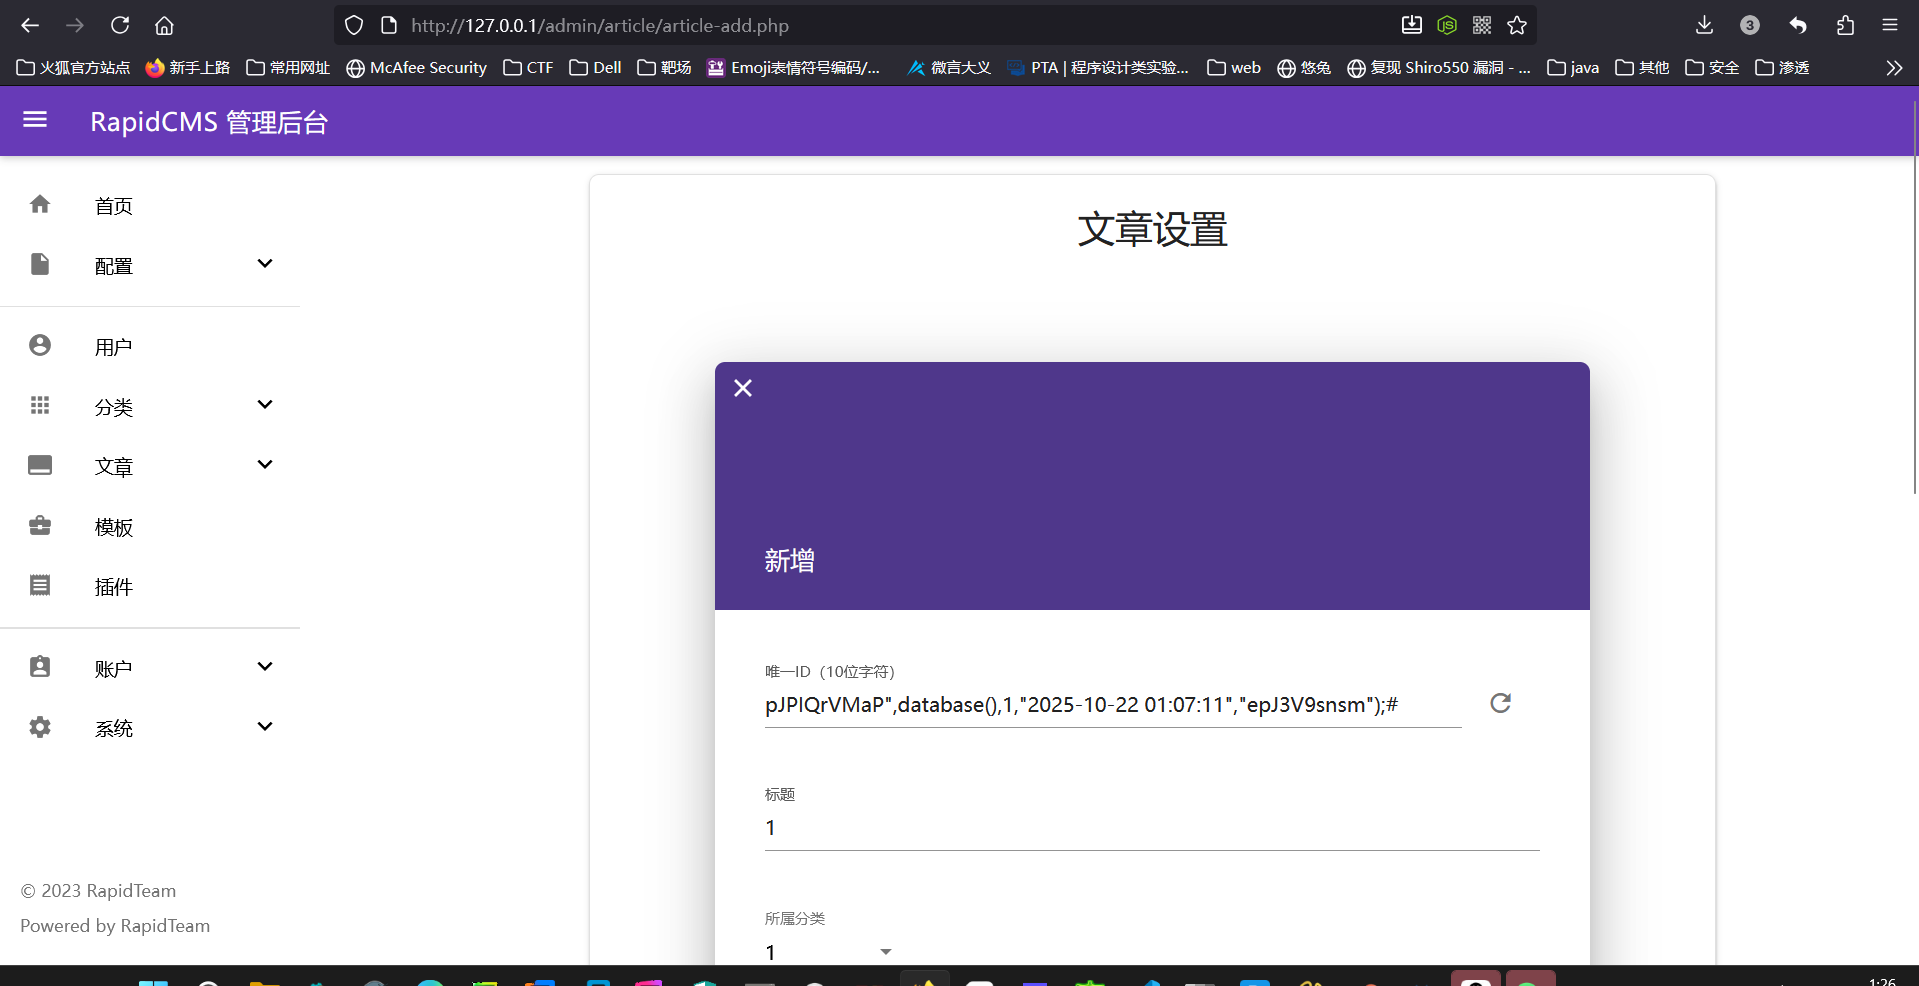 http://127.0.0.1/admin/article/article-add.php
3
火狐官方站点 新手上路 常用网址 McAfee Security CTF Dell 靶场 Emoji表情符号编码/... 微言大义 PTA | 程序设计类实验... web 悠兔 复现 Shiro550 漏洞 - ... java 其他 安全 渗透
RapidCMS 管理后台
首页
配置
用户
分类
文章
模板
插件
账户
系统
© 2023 RapidTeam
Powered by RapidTeam
文章设置
新增
唯一ID（10位字符）
pJPIQrVMaP",database(),1,"2025-10-22 01:07:11","epJ3V9snsm");#
标题
1
所属分类
1
1:26